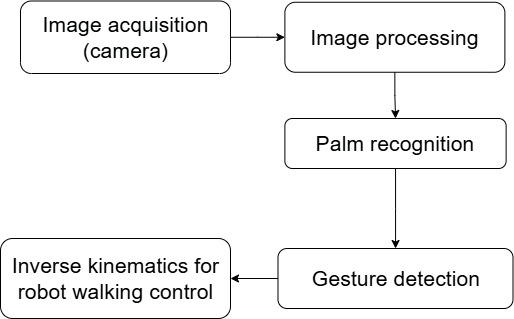 Image acquisition
(camera)
Image processing
Palm recognition
Gesture detection
Inverse kinematics for
robot walking control